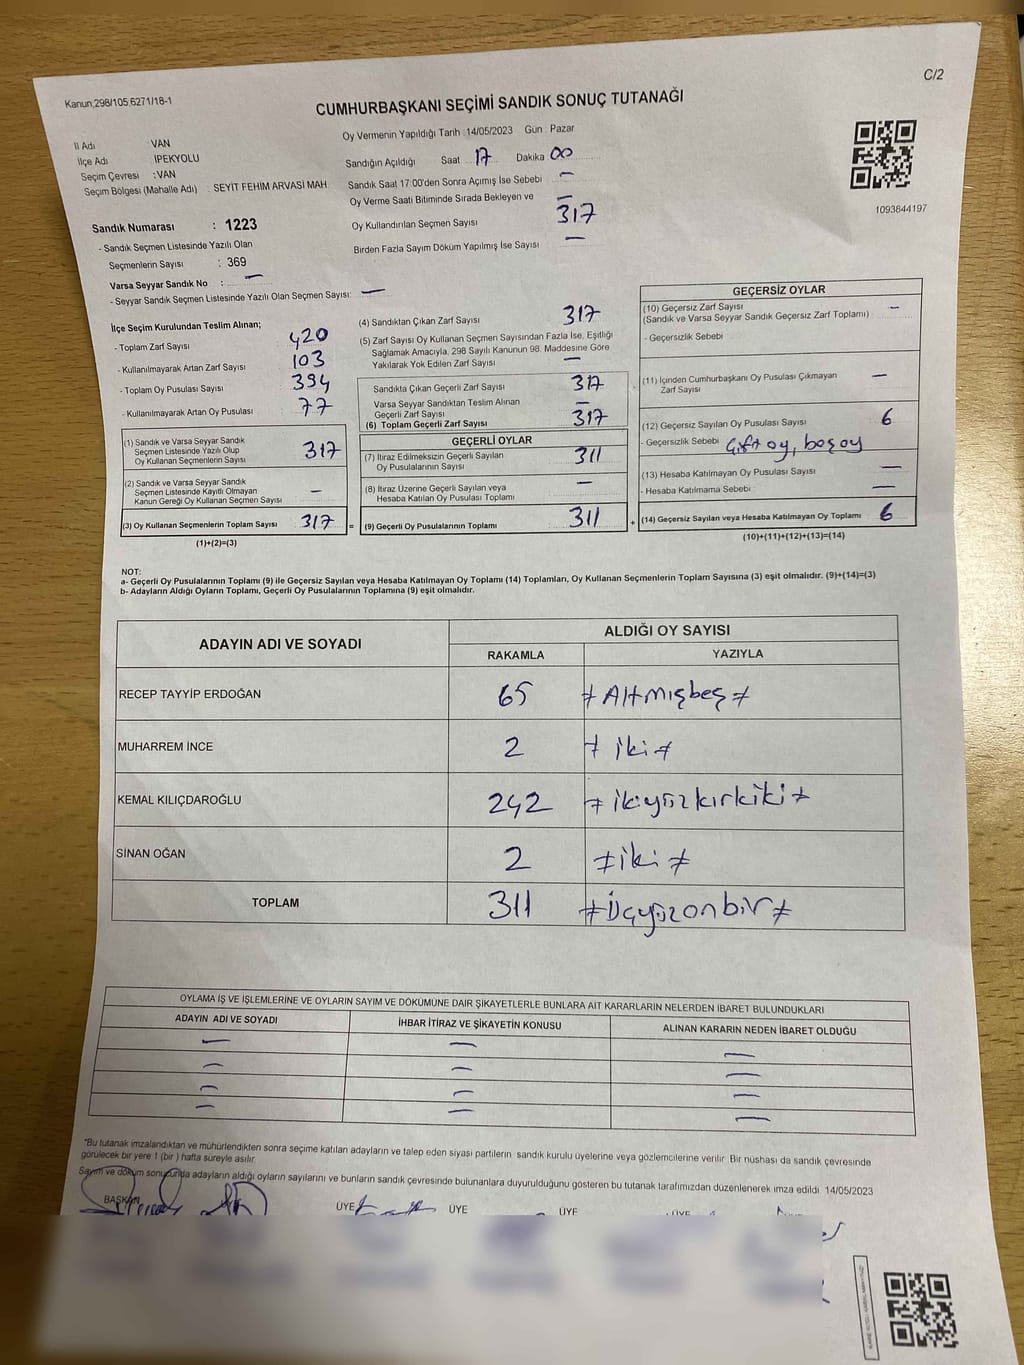 Kanun,298/105,6271/18-1
C/2
CUMHURBAŞKANI SEÇİMİ SANDIK SONUÇ TUTANAĞI
İl Adı : VAN
İlçe Adı : İPEKYOLU
Seçim Çevresi : VAN
Seçim Bölgesi (Mahalle Adı) : SEYİT FEHİM ARVASİ MAH
Oy Vermenin Yapıldığı Tarih 14/05/2023 Gün : Pazar
Sandığın Açıldığı Saat 17 Dakika 00
Sandık Saat 17:00'den Sonra Açımış İse Sebebi —
Oy Verme Saati Bitiminde Sırada Bekleyen ve —
Oy Kullandırılan Seçmen Sayısı 317
Birden Fazla Sayım Döküm Yapılmış İse Sayısı —
1093844197
Sandık Numarası : 1223
- Sandık Seçmen Listesinde Yazılı Olan
Seçmenlerin Sayısı : 369
Varsa Seyyar Sandık No : —
- Seyyar Sandık Seçmen Listesinde Yazılı Olan Seçmen Sayısı: —
İlçe Seçim Kurulundan Teslim Alınan;
- Toplam Zarf Sayısı 420
- Kullanılmayarak Artan Zarf Sayısı 103
- Toplam Oy Pusulası Sayısı 394
- Kullanılmayarak Artan Oy Pusulası 77
(1) Sandık ve Varsa Seyyar Sandık
Seçmen Listesinde Yazılı Olup
Oy Kullanan Seçmenlerin Sayısı 317
(2) Sandık ve Varsa Seyyar Sandık
Seçmen Listesinde Kayıtlı Olmayan
Kanun Gereği Oy Kullanan Seçmen Sayısı —
(3) Oy Kullanan Seçmenlerin Toplam Sayısı 317 =
(1)+(2)=(3)
(4) Sandıktan Çıkan Zarf Sayısı 317
(5) Zarf Sayısı Oy Kullanan Seçmen Sayısından Fazla İse, Eşitliği
Sağlamak Amacıyla, 298 Sayılı Kanunun 98. Maddesine Göre
Yakılarak Yok Edilen Zarf Sayısı —
Sandıkta Çıkan Geçerli Zarf Sayısı 317
Varsa Seyyar Sandıktan Teslim Alınan
Geçerli Zarf Sayısı —
(6) Toplam Geçerli Zarf Sayısı 317
GEÇERLİ OYLAR
(7) İtiraz Edilmeksizin Geçerli Sayılan
Oy Pusulalarının Sayısı 311
(8) İtiraz Üzerine Geçerli Sayılan veya
Hesaba Katılan Oy Pusulası Toplamı —
(9) Geçerli Oy Pusulalarının Toplamı 311 +
GEÇERSİZ OYLAR
(10) Geçersiz Zarf Sayısı —
(Sandık ve Varsa Seyyar Sandık Geçersiz Zarf Toplamı)
- Geçersizlik Sebebi
(11) İçinden Cumhurbaşkanı Oy Pusulası Çıkmayan
Zarf Sayısı —
(12) Geçersiz Sayılan Oy Pusulası Sayısı 6
- Geçersizlik Sebebi Çift oy, boş oy
(13) Hesaba Katılmayan Oy Pusulası Sayısı —
- Hesaba Katılmama Sebebi —
(14) Geçersiz Sayılan veya Hesaba Katılmayan Oy Toplamı 6
(10)+(11)+(12)+(13)=(14)
NOT:
a- Geçerli Oy Pusulalarının Toplamı (9) ile Geçersiz Sayılan veya Hesaba Katılmayan Oy Toplamı (14) Toplamları, Oy Kullanan Seçmenlerin Toplam Sayısına (3) eşit olmalıdır. (9)+(14)=(3)
b- Adayların Aldığı Oyların Toplamı, Geçerli Oy Pusulalarının Toplamına (9) eşit olmalıdır.
ADAYIN ADI VE SOYADI ALDIĞI OY SAYISI
RAKAMLA YAZIYLA
RECEP TAYYİP ERDOĞAN 65 ≠Altmışbeş≠
MUHARREM İNCE 2 ≠iki≠
KEMAL KILIÇDAROĞLU 242 ≠ikiyüzkırkiki≠
SİNAN OĞAN 2 ≠iki≠
TOPLAM 311 ≠Üçyüzonbir≠
OYLAMA İŞ VE İŞLEMLERİNE VE OYLARIN SAYIM VE DÖKÜMÜNE DAİR ŞİKAYETLERLE BUNLARA AİT KARARLARIN NELERDEN İBARET BULUNDUKLARI
ADAYIN ADI VE SOYADI İHBAR İTİRAZ VE ŞİKAYETİN KONUSU ALINAN KARARIN NEDEN İBARET OLDUĞU
— — —
— — —
— — —
— — —
*Bu tutanak imzalandıktan ve mühürlendikten sonra seçime katılan adayların ve talep eden siyasi partilerin sandık kurulu üyelerine veya gözlemcilerine verilir Bir nüshası da sandık çevresinde
görülecek bir yere 1 (bir ) hafta süreyle asılır
Sayım ve döküm sonucunda adayların aldığı oyların sayılarını ve bunların sandık çevresinde bulunanlara duyurulduğunu gösteren bu tutanak tarafımızdan düzenlenerek imza edildi 14/05/2023
BAŞKAN ÜYE ÜYE ÜYE ÜYE